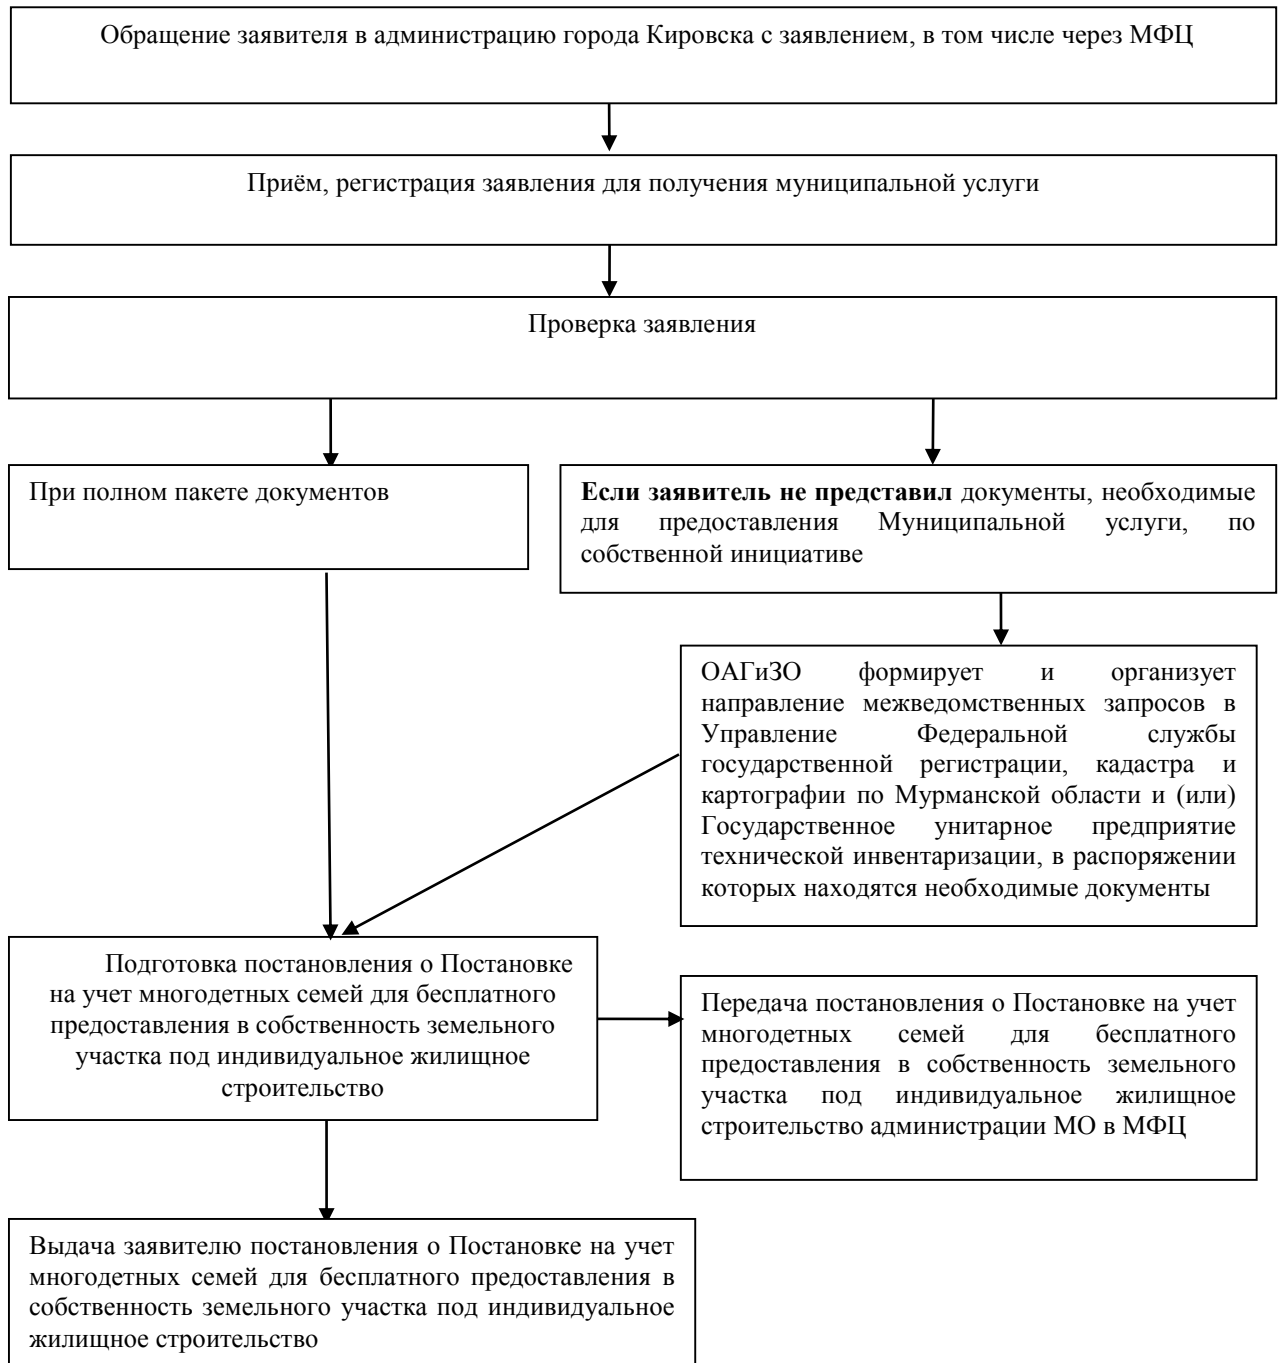 Обращение заявителя в администрацию города Кировска с заявлением, в том числе через МФЦ
Приём, регистрация заявления для получения муниципальной услуги
Проверка заявления
При полном пакете документов
Если заявитель не представил документы, необходимые
для предоставления Муниципальной услуги, по
собственной инициативе
ОАГиЗО формирует и организует
направление межведомственных запросов в
Управление Федеральной службы
государственной регистрации, кадастра и
картографии по Мурманской области и (или)
Государственное унитарное предприятие
технической инвентаризации, в распоряжении
которых находятся необходимые документы
Подготовка постановления о Постановке
на учет многодетных семей для бесплатного
предоставления в собственность земельного
участка под индивидуальное жилищное
строительство
Передача постановления о Постановке на учет
многодетных семей для бесплатного
предоставления в собственность земельного
участка под индивидуальное жилищное
строительство администрации МО в МФЦ
Выдача заявителю постановления о Постановке на учет
многодетных семей для бесплатного предоставления в
собственность земельного участка под индивидуальное
жилищное строительство